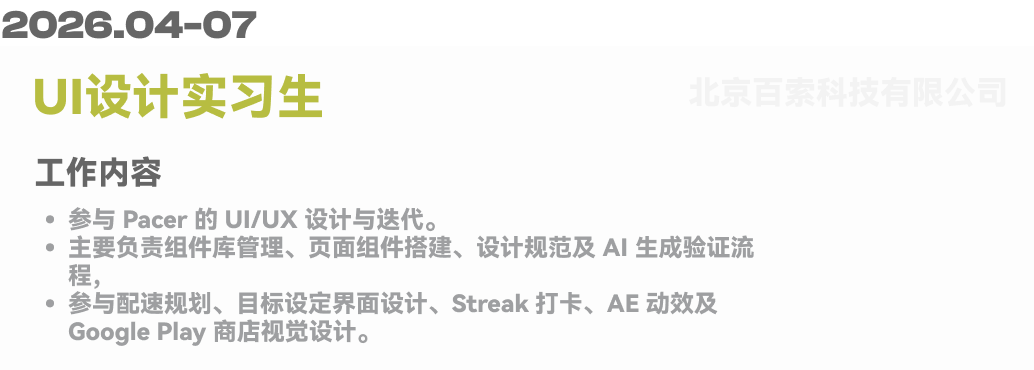 2026.04-07
UI设计实习生
北京百索科技有限公司
工作内容
• 参与 Pacer 的 UI/UX 设计与迭代。
• 主要负责组件库管理、页面组件搭建、设计规范及 AI 生成验证流
程，
• 参与配速规划、目标设定界面设计、Streak 打卡、AE 动效及
Google Play 商店视觉设计。